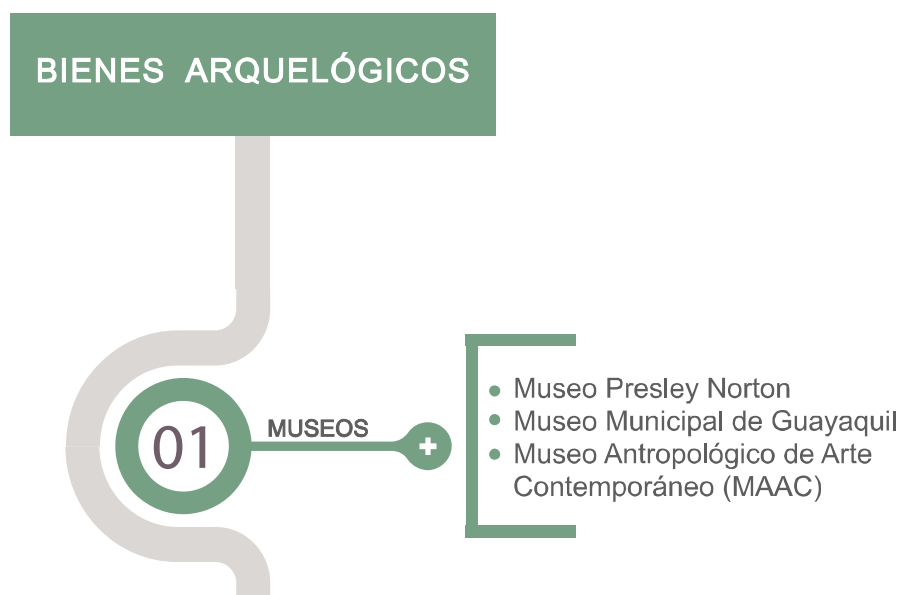 BIENES ARQUELÓGICOS
01
MUSEOS
+
• Museo Presley Norton
• Museo Municipal de Guayaquil
• Museo Antropológico de Arte
Contemporáneo (MAAC)